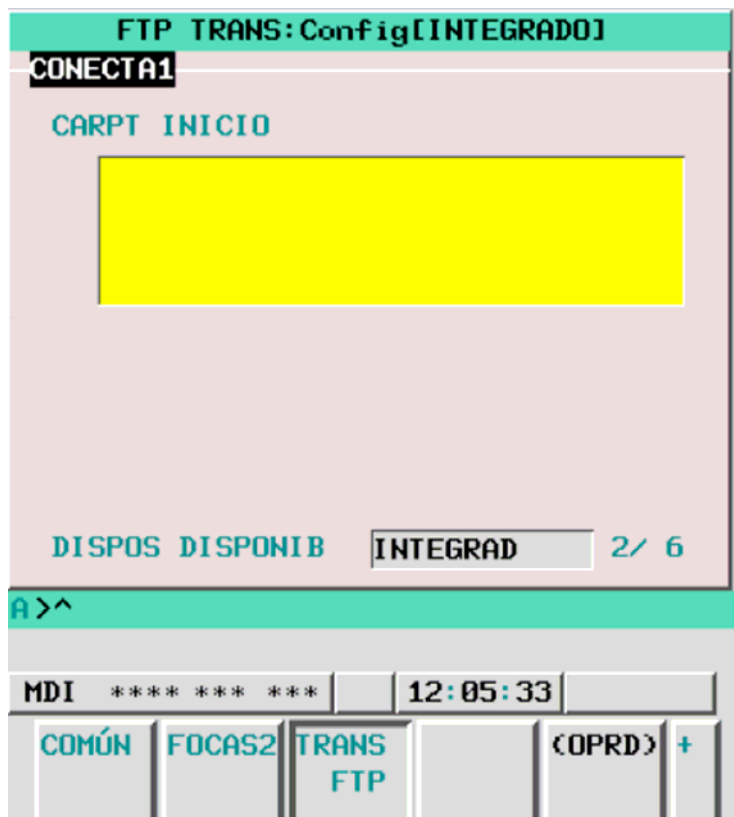 FTP TRANS:Config[INTEGRADO]
CONECTA1
CARPT INICIO
DISPOS DISPONIB INTEGRAD 2/ 6
A>^
MDI **** *** *** 12:05:33
COMÚN FOCAS2 TRANS FTP (OPRD) +